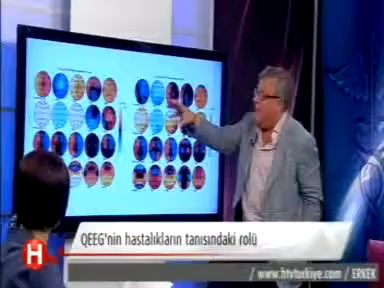 QEEG'nin hastalıkların tanısındaki rolü
H
/ www.htvturkiye.com / ERKEK